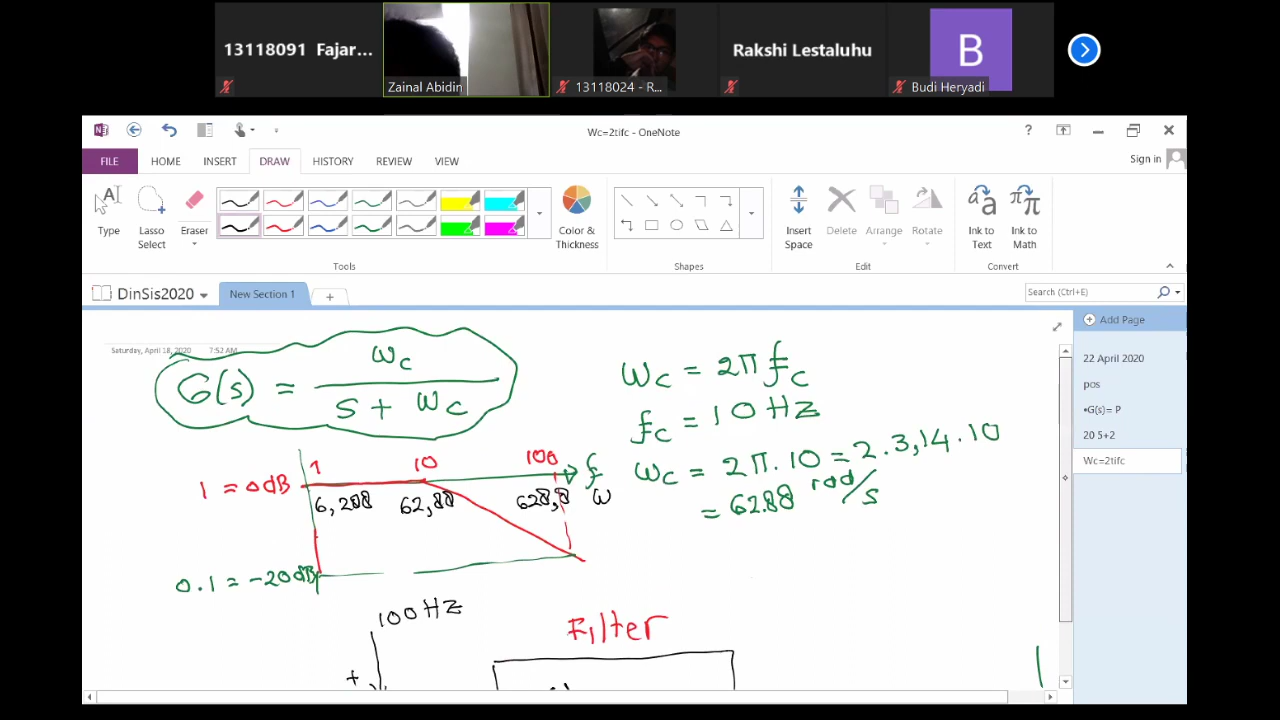 13118091 Fajar...
Zainal Abidin
13118024 - R...
Rakshi Lestaluhu
B
Budi Heryadi
Wc=2tifc - OneNote
?
Sign in
FILE HOME INSERT DRAW HISTORY REVIEW VIEW
Type
Lasso Select
Eraser
Color & Thickness
Insert Space
Delete
Arrange
Rotate
Ink to Text
Ink to Math
Tools
Shapes
Edit
Convert
DinSis2020
New Section 1
Search (Ctrl+E)
Add Page
22 April 2020
pos
•G(s)= P
20 5+2
Wc=2tifc
Saturday, April 18, 2020 7:52 AM
G(s) = ωc / s + ωc
ωc = 2π fc
fc = 10 Hz
ωc = 2π.10 = 2.3,14.10
= 62.88 rad/s
1 10 100 f
1 = 0dB
6,288 62,88 628,8 ω
0.1 = -20dB
100 Hz
Filter
+